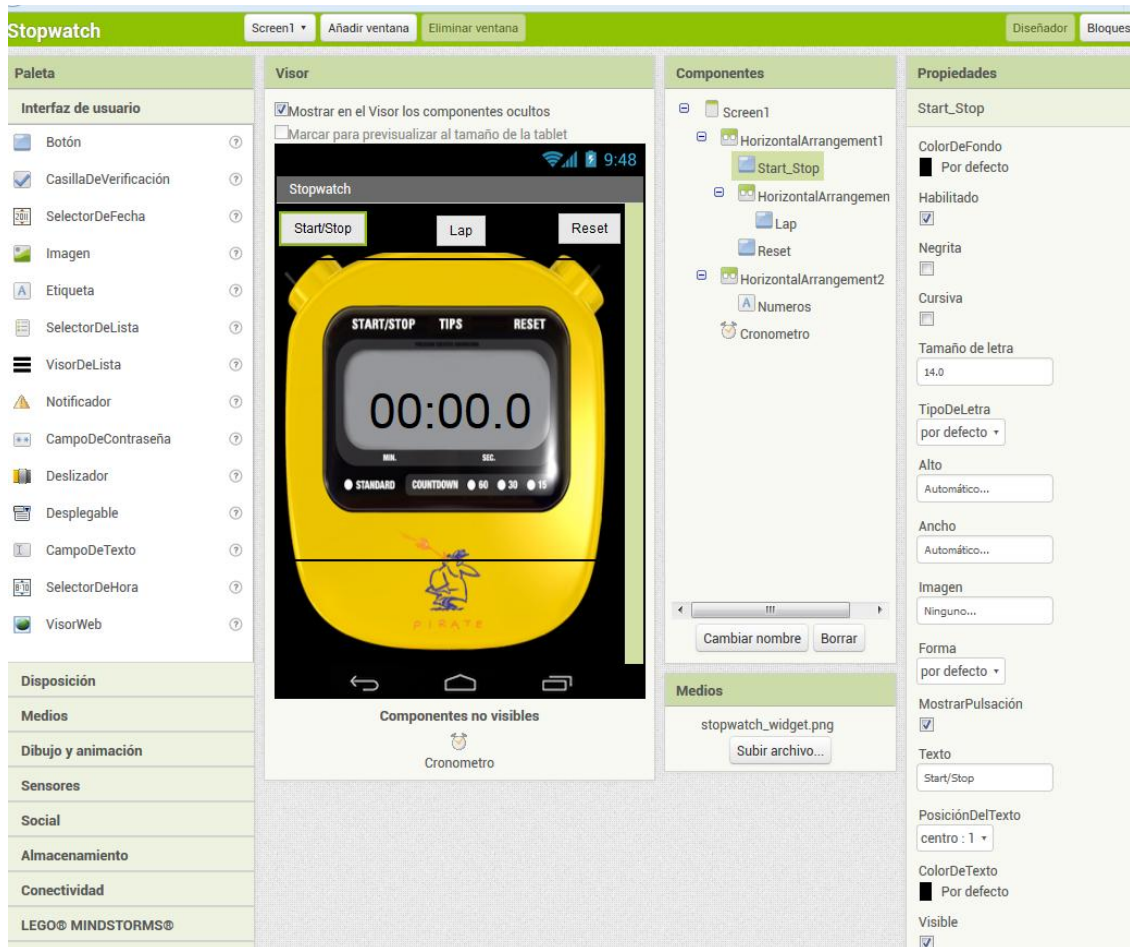 Stopwatch
Screen1
Añadir ventana
Eliminar ventana
Diseñador
Bloques
Paleta
Interfaz de usuario
Botón
CasillaDeVerificación
SelectorDeFecha
Imagen
Etiqueta
SelectorDeLista
VisorDeLista
Notificador
CampoDeContraseña
Deslizador
Desplegable
CampoDeTexto
SelectorDeHora
VisorWeb
Disposición
Medios
Dibujo y animación
Sensores
Social
Almacenamiento
Conectividad
LEGO® MINDSTORMS®
Visor
Mostrar en el Visor los componentes ocultos
Marcar para previsualizar al tamaño de la tablet
9:48
Stopwatch
Start/Stop
Lap
Reset
START/STOP TIPS RESET
00:00.0
MIN. SEC.
STANDARD COUNTDOWN 60 30 15
PIRATE
Componentes no visibles
Cronometro
Componentes
Screen1
HorizontalArrangement1
Start_Stop
HorizontalArrangemen
Lap
Reset
HorizontalArrangement2
Numeros
Cronometro
Cambiar nombre
Borrar
Medios
stopwatch_widget.png
Subir archivo...
Propiedades
Start_Stop
ColorDeFondo
Por defecto
Habilitado
Negrita
Cursiva
Tamaño de letra
14.0
TipoDeLetra
por defecto
Alto
Automático...
Ancho
Automático...
Imagen
Ninguno...
Forma
por defecto
MostrarPulsación
Texto
Start/Stop
PosiciónDelTexto
centro : 1
ColorDeTexto
Por defecto
Visible